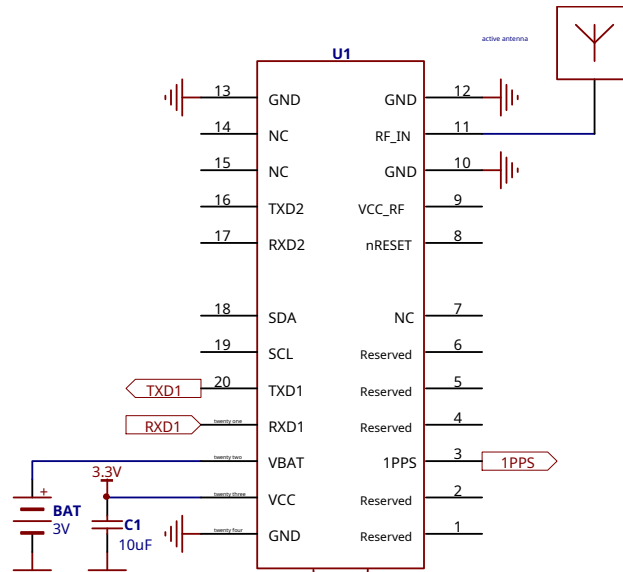 active antenna
U1
13 GND GND 12
14 NC RF_IN 11
15 NC GND 10
16 TXD2 VCC_RF 9
17 RXD2 nRESET 8
18 SDA NC 7
19 SCL Reserved 6
TXD1 20 TXD1 Reserved 5
RXD1 twenty one RXD1 Reserved 4
twenty two VBAT 1PPS 3 1PPS
3.3V
+
BAT twenty three VCC Reserved 2
3V
C1
10uF
twenty four GND Reserved 1